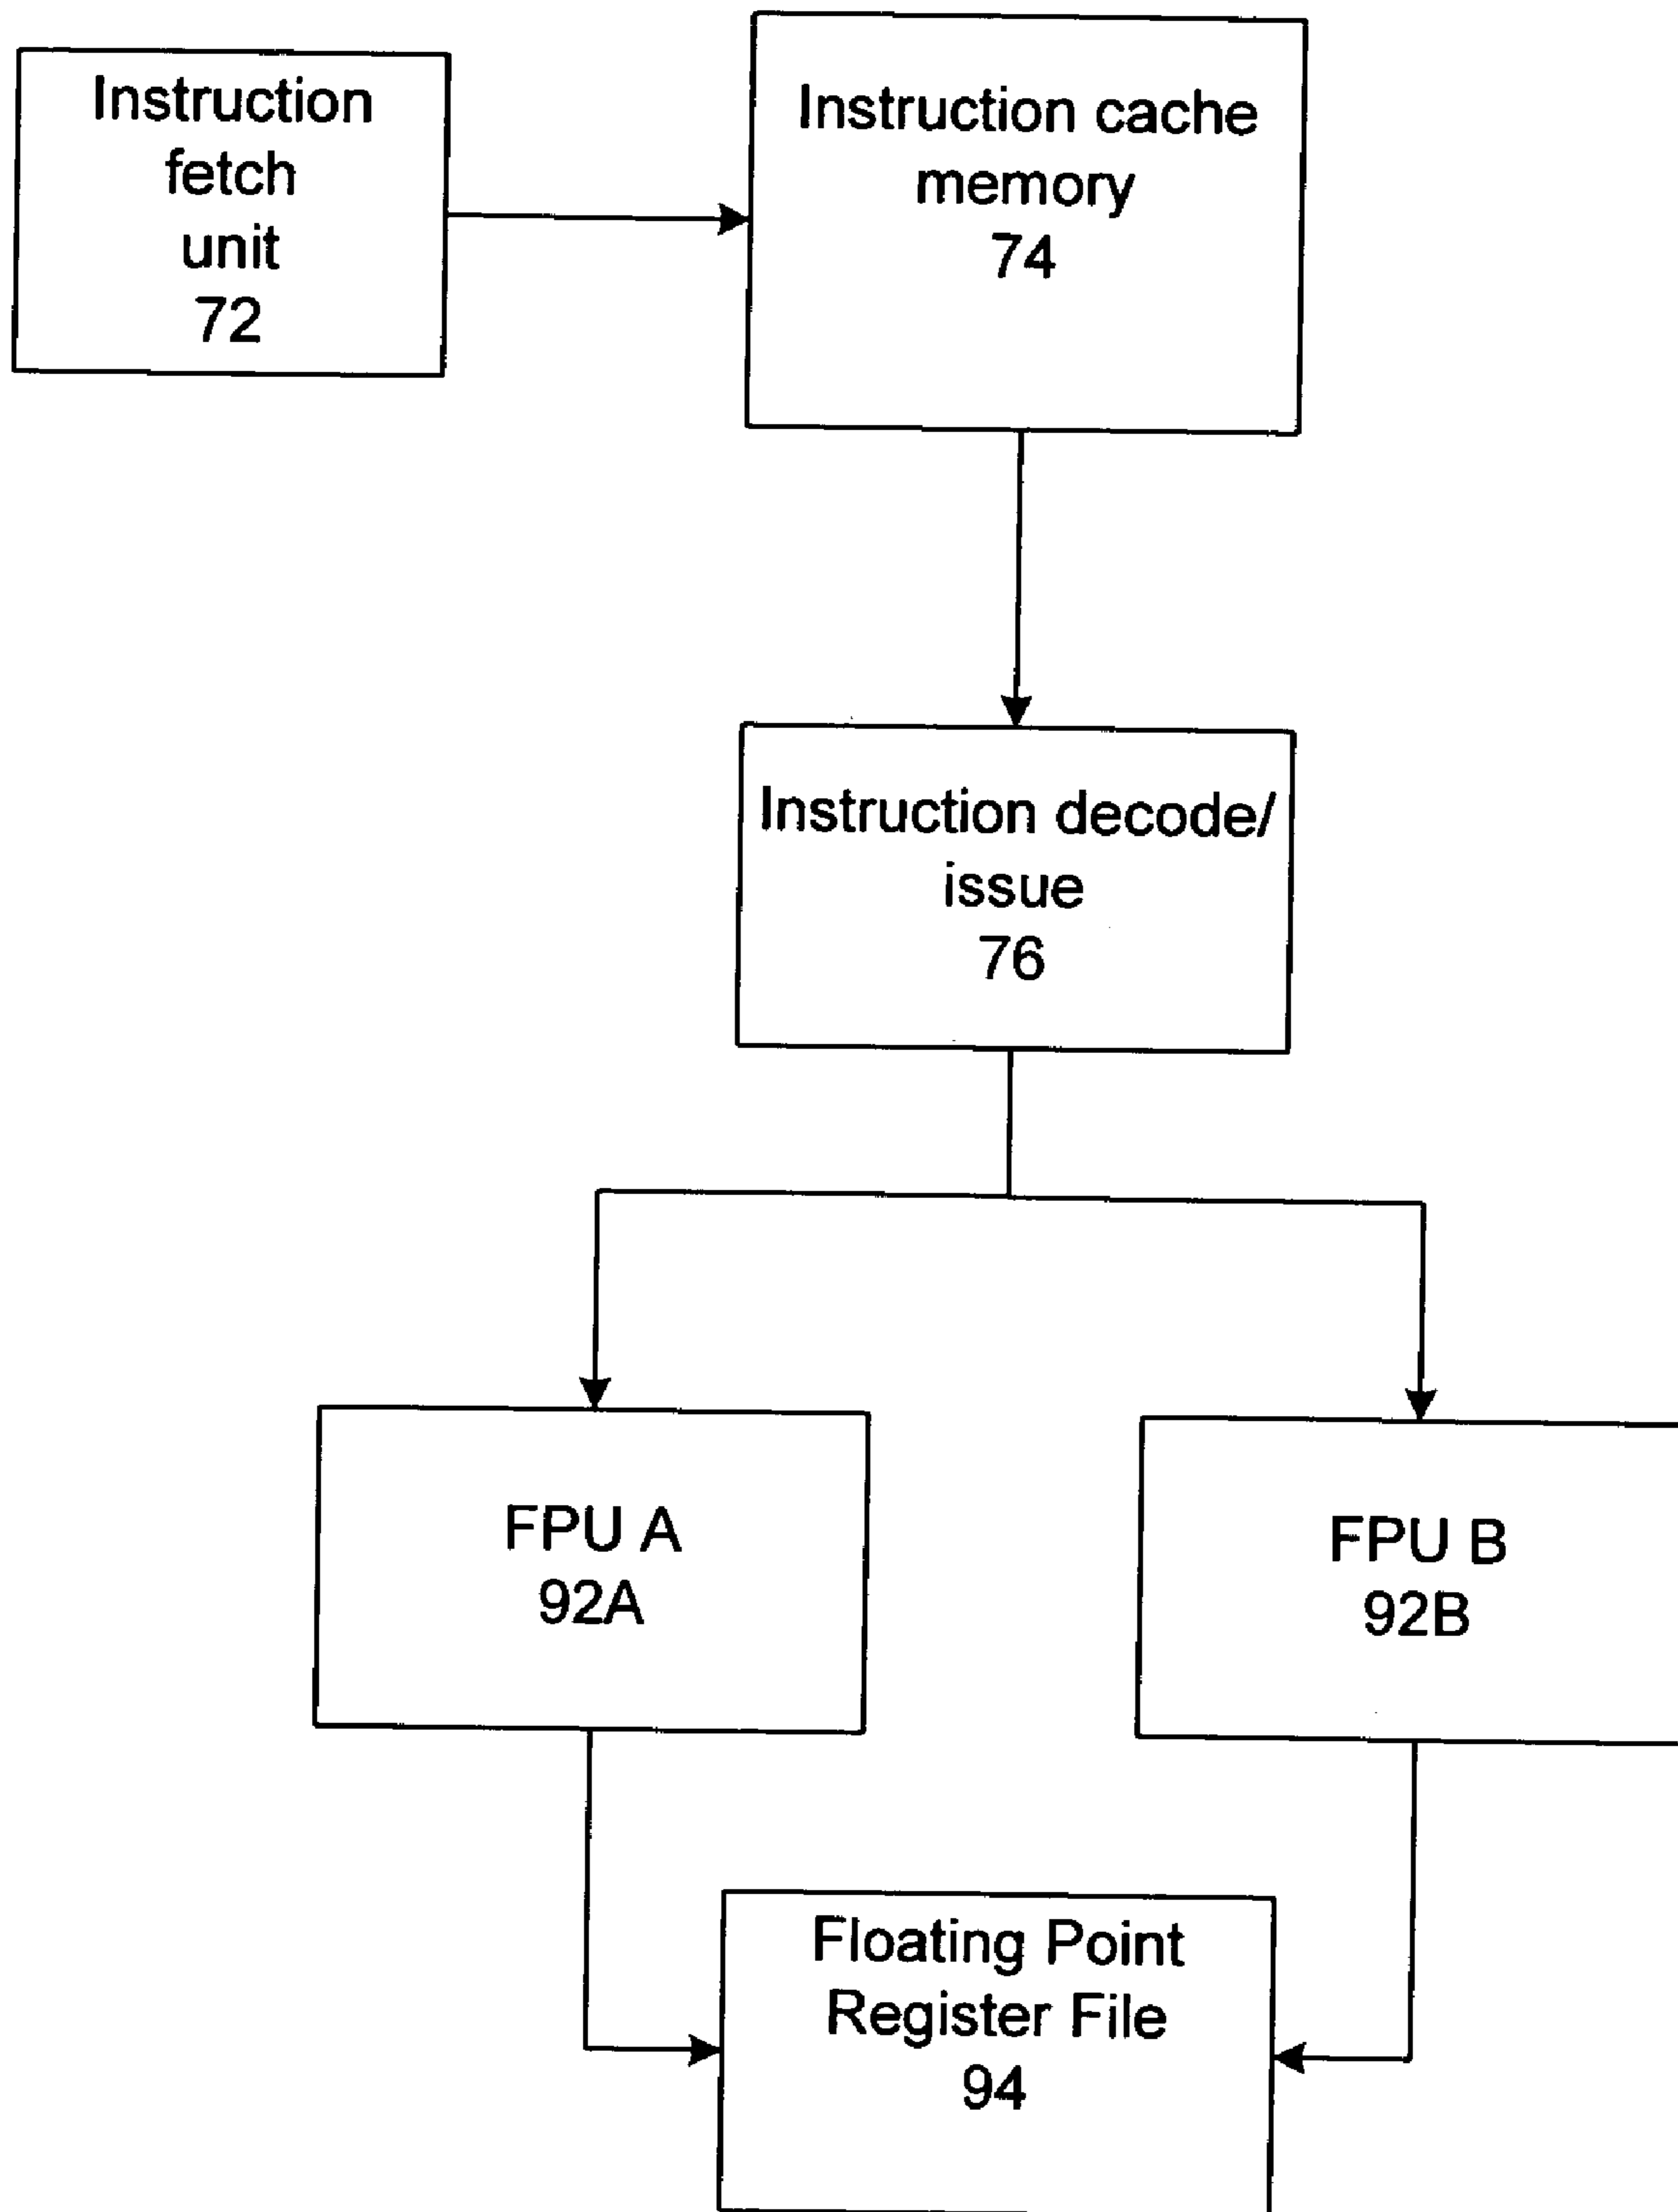 Instruction
fetch
unit
72
Instruction cache
memory
74
Instruction decode/
issue
76
FPU A
92A
FPU B
92B
Floating Point
Register File
94